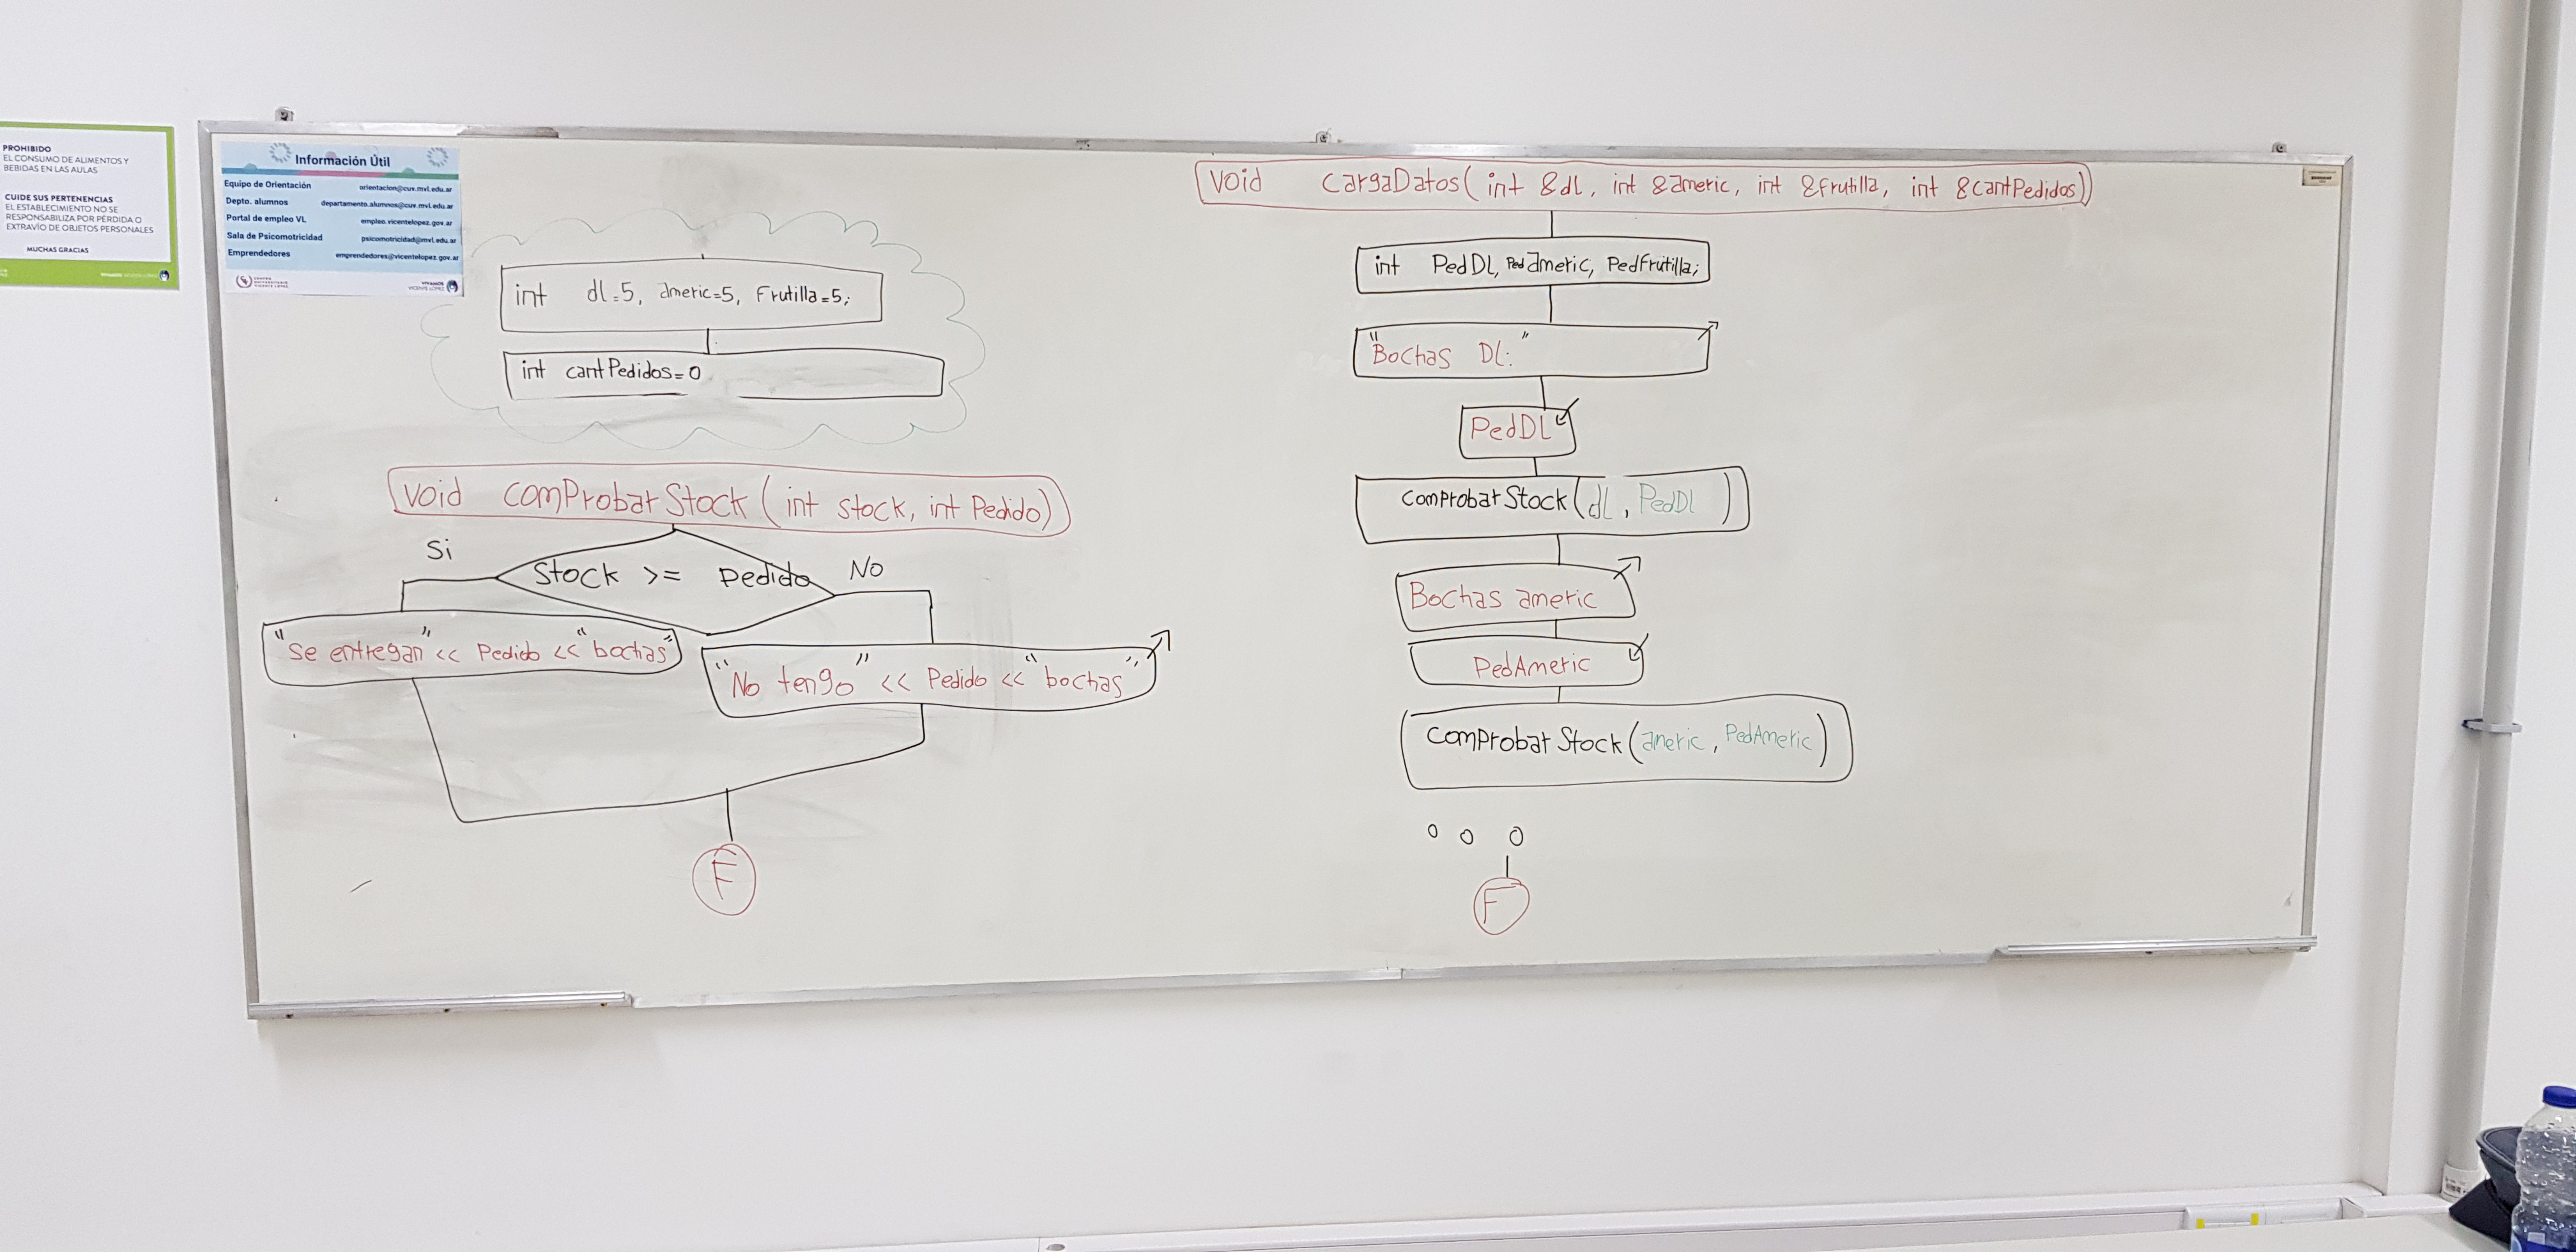 PROHIBIDO
EL CONSUMO DE ALIMENTOS Y
BEBIDAS EN LAS AULAS
CUIDE SUS PERTENENCIAS
EL ESTABLECIMIENTO NO SE
RESPONSABILIZA POR PÉRDIDA O
EXTRAVÍO DE OBJETOS PERSONALES
MUCHAS GRACIAS
Información Útil
Equipo de Orientación orientacion@cuv.mvl.edu.ar
Depto. alumnos departamento.alumnos@cuv.mvl.edu.ar
Portal de empleo VL empleo.vicentelopez.gov.ar
Sala de Psicomotricidad psicomotricidad@mvl.edu.ar
Emprendedores emprendedores@vicentelopez.gov.ar
VICENTE LÓPEZ
int dl=5, americ=5, Frutilla=5;
int cantPedidos=0
void comProbarStock(int stock, int Pedido)
Si
Stock >= Pedido
No
"Se entregan" << Pedido << "bochas"
"No tengo" << Pedido << "bochas"
F
void cargaDatos(int &dl, int &americ, int &frutilla, int &cantPedidos)
int PedDL, Pedameric, PedFrutilla;
"Bochas DL:"
PedDL
comprobarStock(dl, PedDL)
Bochas americ
PedAmeric
comprobarStock(americ, PedAmeric)
o o o
F